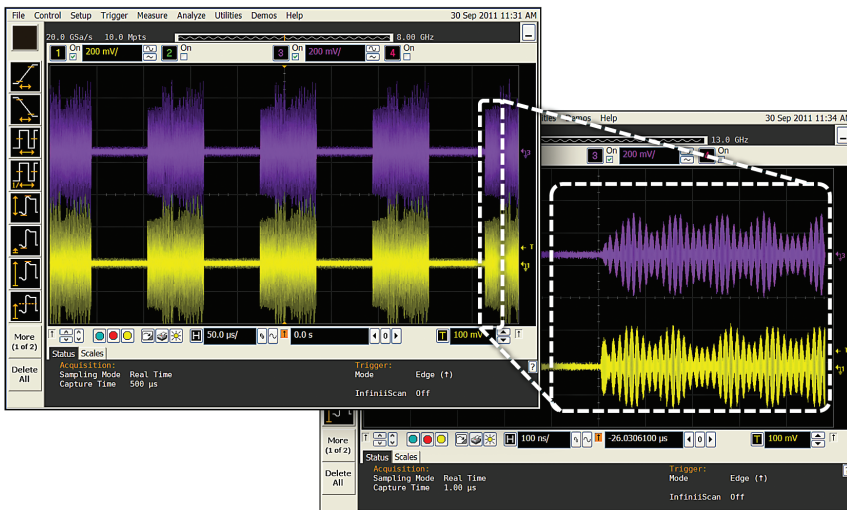 File Control Setup Trigger Measure Analyze Utilities Demos Help 30 Sep 2011 11:31 AM
20.0 GSa/s 10.0 Mpts 8.00 GHz
1 On 200 mV/ 2 On 3 On 200 mV/ 4 On
More
(1 of 2)
Delete
All
H 50.0 µs/ T 0.0 s 0 T 100 mV
Status Scales
Acquisition:
Sampling Mode Real Time
Capture Time 500 µs
Trigger:
Mode Edge (↑)
InfiniiScan Off
Demos Help 30 Sep 2011 11:34 AM
13.0 GHz
3 On 200 mV/ On
More
(1 of 2)
Delete
All
H 100 ns/ T -26.0306100 µs 0 T 100 mV
Status Scales
Acquisition:
Sampling Mode Real Time
Capture Time 1.00 µs
Trigger:
Mode Edge (↑)
InfiniiScan Off